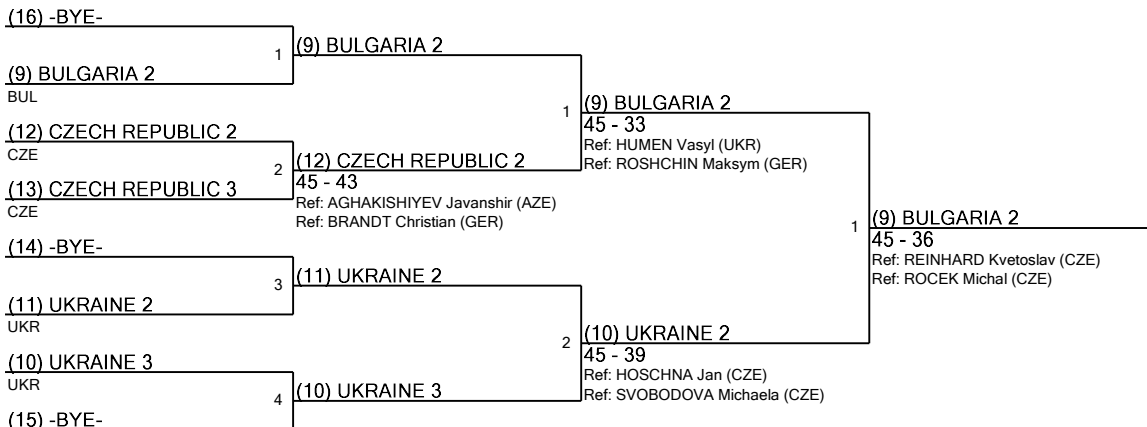 (16) -BYE-
1
(9) BULGARIA 2
(9) BULGARIA 2
BUL
1
(9) BULGARIA 2
45 - 33
Ref: HUMEN Vasyl (UKR)
Ref: ROSHCHIN Maksym (GER)
(12) CZECH REPUBLIC 2
CZE
2
(12) CZECH REPUBLIC 2
45 - 43
Ref: AGHAKISHIYEV Javanshir (AZE)
Ref: BRANDT Christian (GER)
(13) CZECH REPUBLIC 3
CZE
1
(9) BULGARIA 2
45 - 36
Ref: REINHARD Kvetoslav (CZE)
Ref: ROCEK Michal (CZE)
(14) -BYE-
3
(11) UKRAINE 2
(11) UKRAINE 2
UKR
2
(10) UKRAINE 2
45 - 39
Ref: HOSCHNA Jan (CZE)
Ref: SVOBODOVA Michaela (CZE)
(10) UKRAINE 3
UKR
4
(10) UKRAINE 3
(15) -BYE-